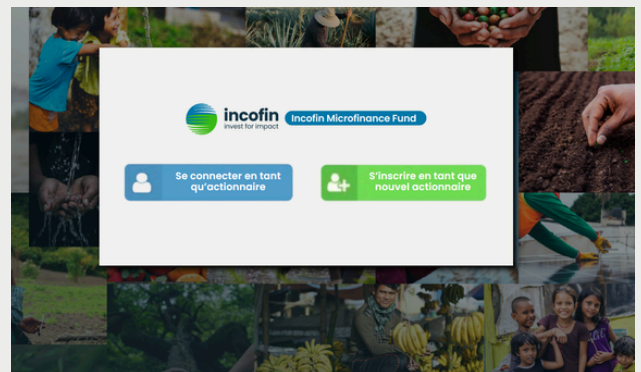 incofin
invest for impact
Incofin Microfinance Fund
Se connecter en tant
qu'actionnaire
S'inscrire en tant que
nouvel actionnaire